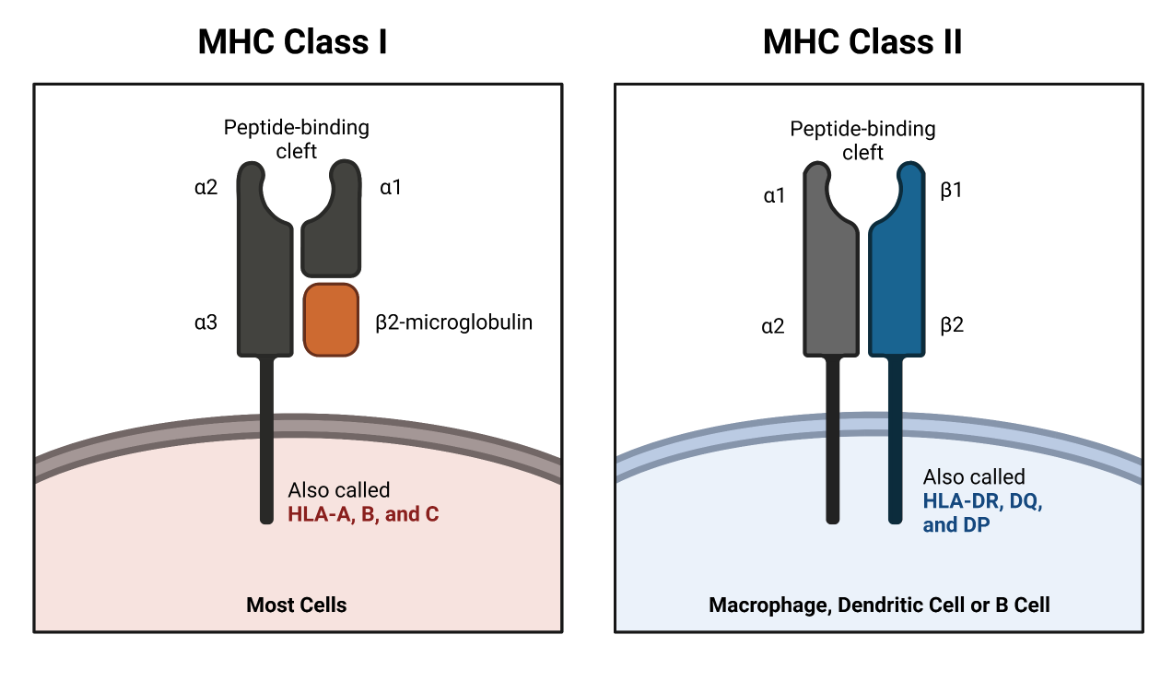 MHC Class I
Peptide-binding
cleft
α2
α1
α3
β2-microglobulin
Also called
HLA-A, B, and C
Most Cells
MHC Class II
Peptide-binding
cleft
α1
β1
α2
β2
Also called
HLA-DR, DQ,
and DP
Macrophage, Dendritic Cell or B Cell